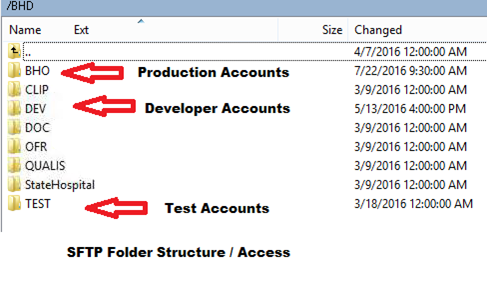 /BHD
Name Ext Size Changed
.. 4/7/2016 12:00:00 AM
BHO Production Accounts 7/22/2016 9:30:00 AM
CLIP 3/9/2016 12:00:00 AM
DEV Developer Accounts 5/13/2016 4:00:00 PM
DOC 3/9/2016 12:00:00 AM
OFR 3/9/2016 12:00:00 AM
QUALIS 3/9/2016 12:00:00 AM
StateHospital 3/9/2016 12:00:00 AM
TEST Test Accounts 3/18/2016 12:00:00 AM
SFTP Folder Structure / Access